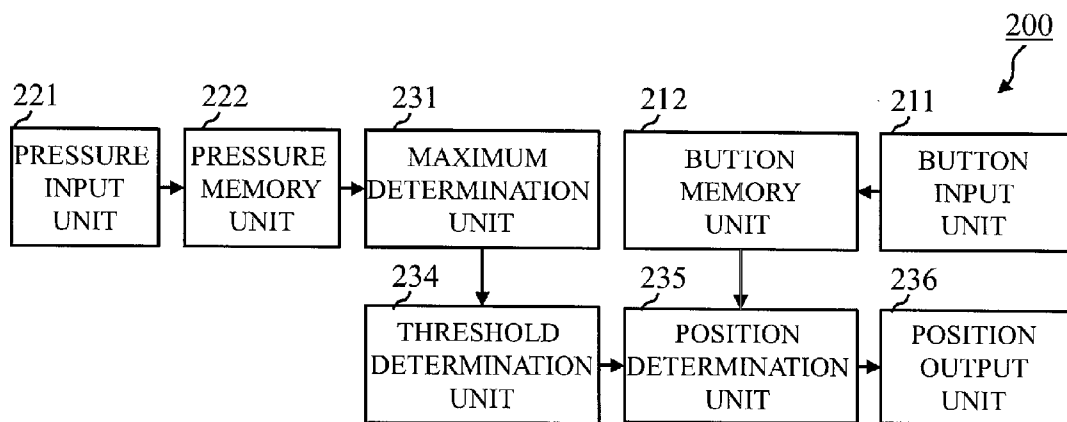 200
221
222
231
212
211
PRESSURE
INPUT
UNIT
PRESSURE
MEMORY
UNIT
MAXIMUM
DETERMINATION
UNIT
BUTTON
MEMORY
UNIT
BUTTON
INPUT
UNIT
234
235
236
THRESHOLD
DETERMINATION
UNIT
POSITION
DETERMINATION
UNIT
POSITION
OUTPUT
UNIT